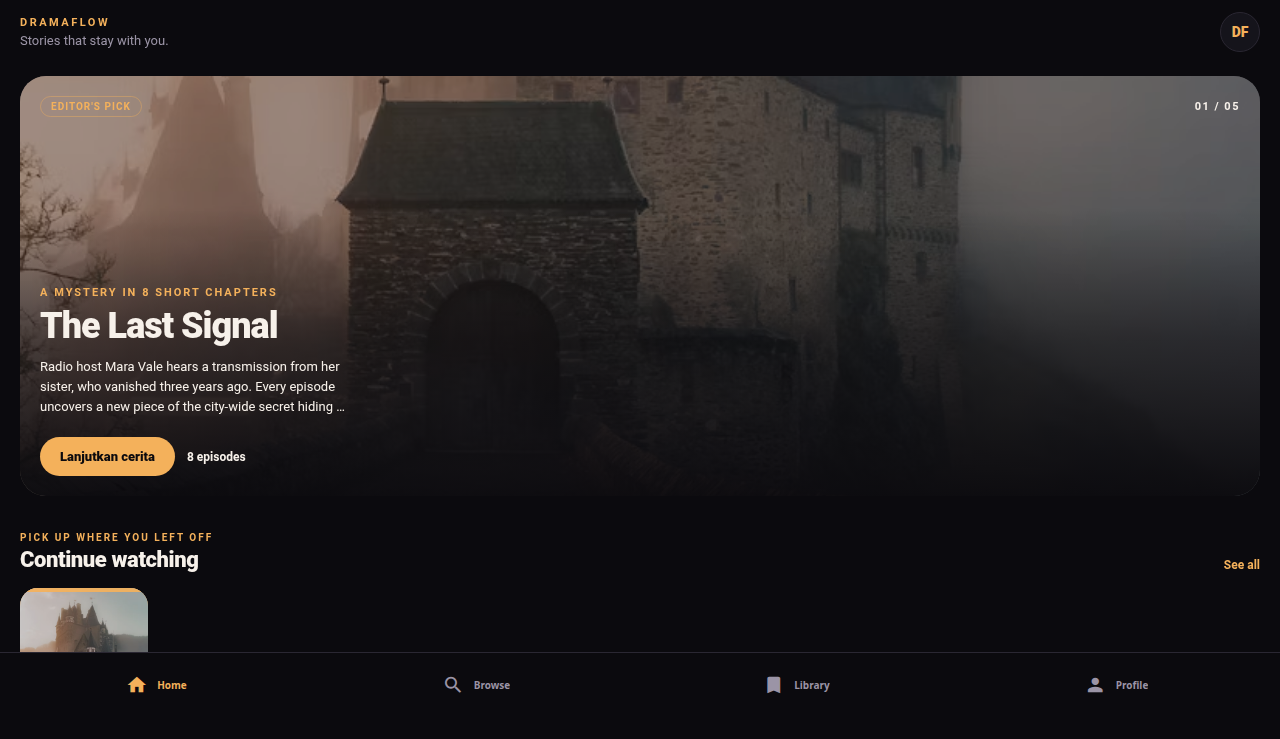 DRAMAFLOW
Stories that stay with you.
DF
EDITOR'S PICK
01 / 05
A MYSTERY IN 8 SHORT CHAPTERS
The Last Signal
Radio host Mara Vale hears a transmission from her
sister, who vanished three years ago. Every episode
uncovers a new piece of the city-wide secret hiding ...
Lanjutkan cerita
8 episodes
PICK UP WHERE YOU LEFT OFF
Continue watching
See all
Home
Browse
Library
Profile